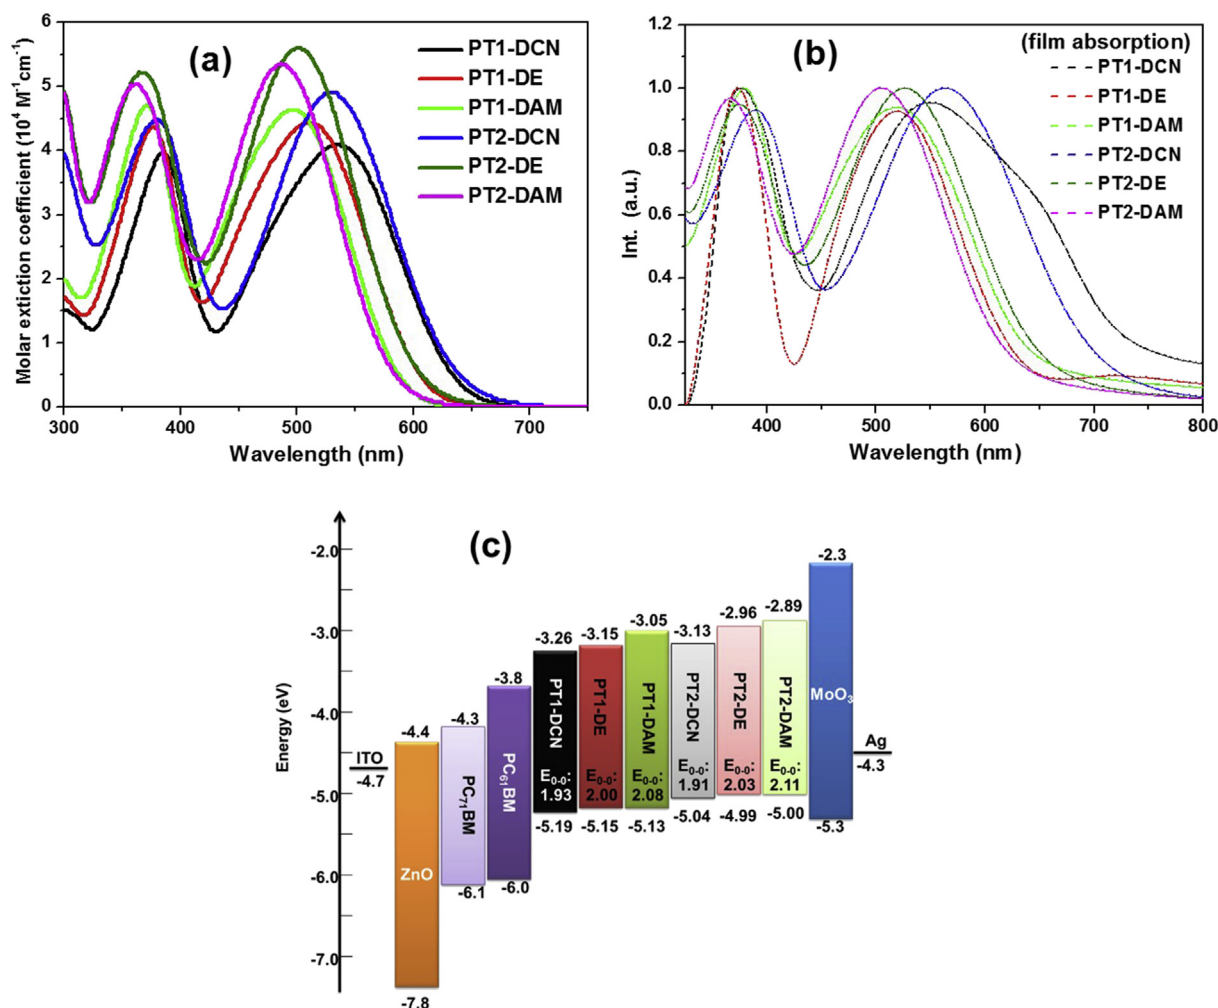 (a)
PT1-DCN
PT1-DE
PT1-DAM
PT2-DCN
PT2-DE
PT2-DAM
6
5
4
3
2
1
0
300
400
500
600
700
Molar extiction coefficient (10⁴ M⁻¹cm⁻¹)
Wavelength (nm)
(b)
(film absorption)
PT1-DCN
PT1-DE
PT1-DAM
PT2-DCN
PT2-DE
PT2-DAM
1.2
1.0
0.8
0.6
0.4
0.2
0.0
400
500
600
700
800
Int. (a.u.)
Wavelength (nm)
(c)
Energy (eV)
-2.0
-3.0
-4.0
-5.0
-6.0
-7.0
ITO
-4.7
-4.4
ZnO
-7.8
-4.3
PC₇₁BM
-6.1
-3.8
PC₆₁BM
-6.0
-3.26
PT1-DCN
E₀₋₀:
1.93
-5.19
-3.15
PT1-DE
E₀₋₀:
2.00
-5.15
-3.05
PT1-DAM
E₀₋₀:
2.08
-5.13
-3.13
PT2-DCN
E₀₋₀:
1.91
-5.04
-2.96
PT2-DE
E₀₋₀:
2.03
-4.99
-2.89
PT2-DAM
E₀₋₀:
2.11
-5.00
-2.3
MoO₃
-5.3
Ag
-4.3